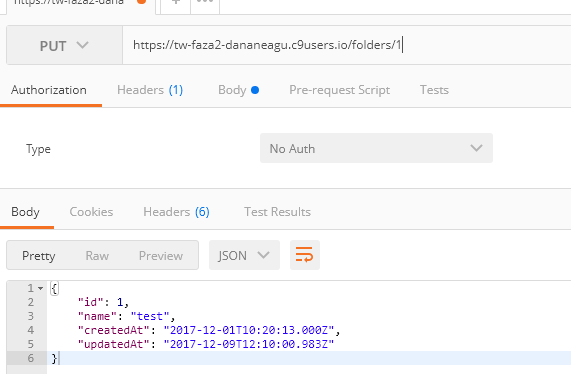 https://tw-faza2-dana
+
PUT
https://tw-faza2-dananeagu.c9users.io/folders/1
Authorization Headers (1) Body Pre-request Script Tests
Type No Auth
Body Cookies Headers (6) Test Results
Pretty Raw Preview JSON
1 {
2 "id": 1,
3 "name": "test",
4 "createdAt": "2017-12-01T10:20:13.000Z",
5 "updatedAt": "2017-12-09T12:10:00.983Z"
6 }